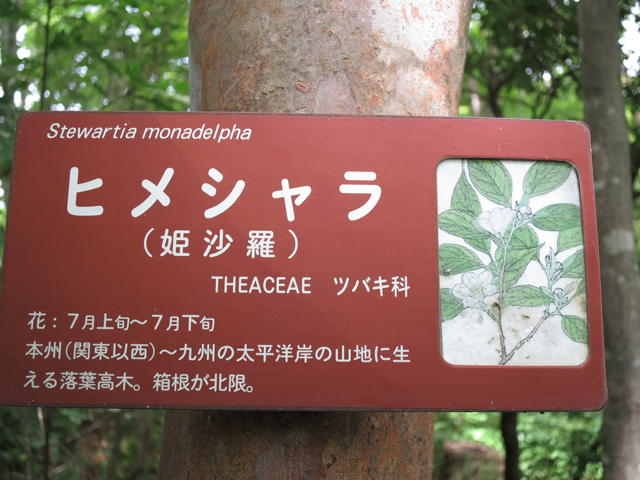 Stewartia monadelpha
ヒメシャラ
（姫沙羅）
THEACEAE ツバキ科
花：７月上旬〜７月下旬
本州（関東以西）〜九州の太平洋岸の山地に生
える落葉高木。箱根が北限。